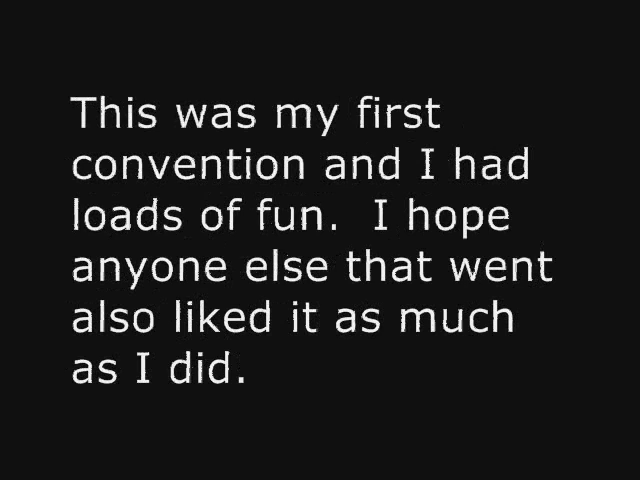 This was my first
convention and I had
loads of fun.  I hope
anyone else that went
also liked it as much
as I did.